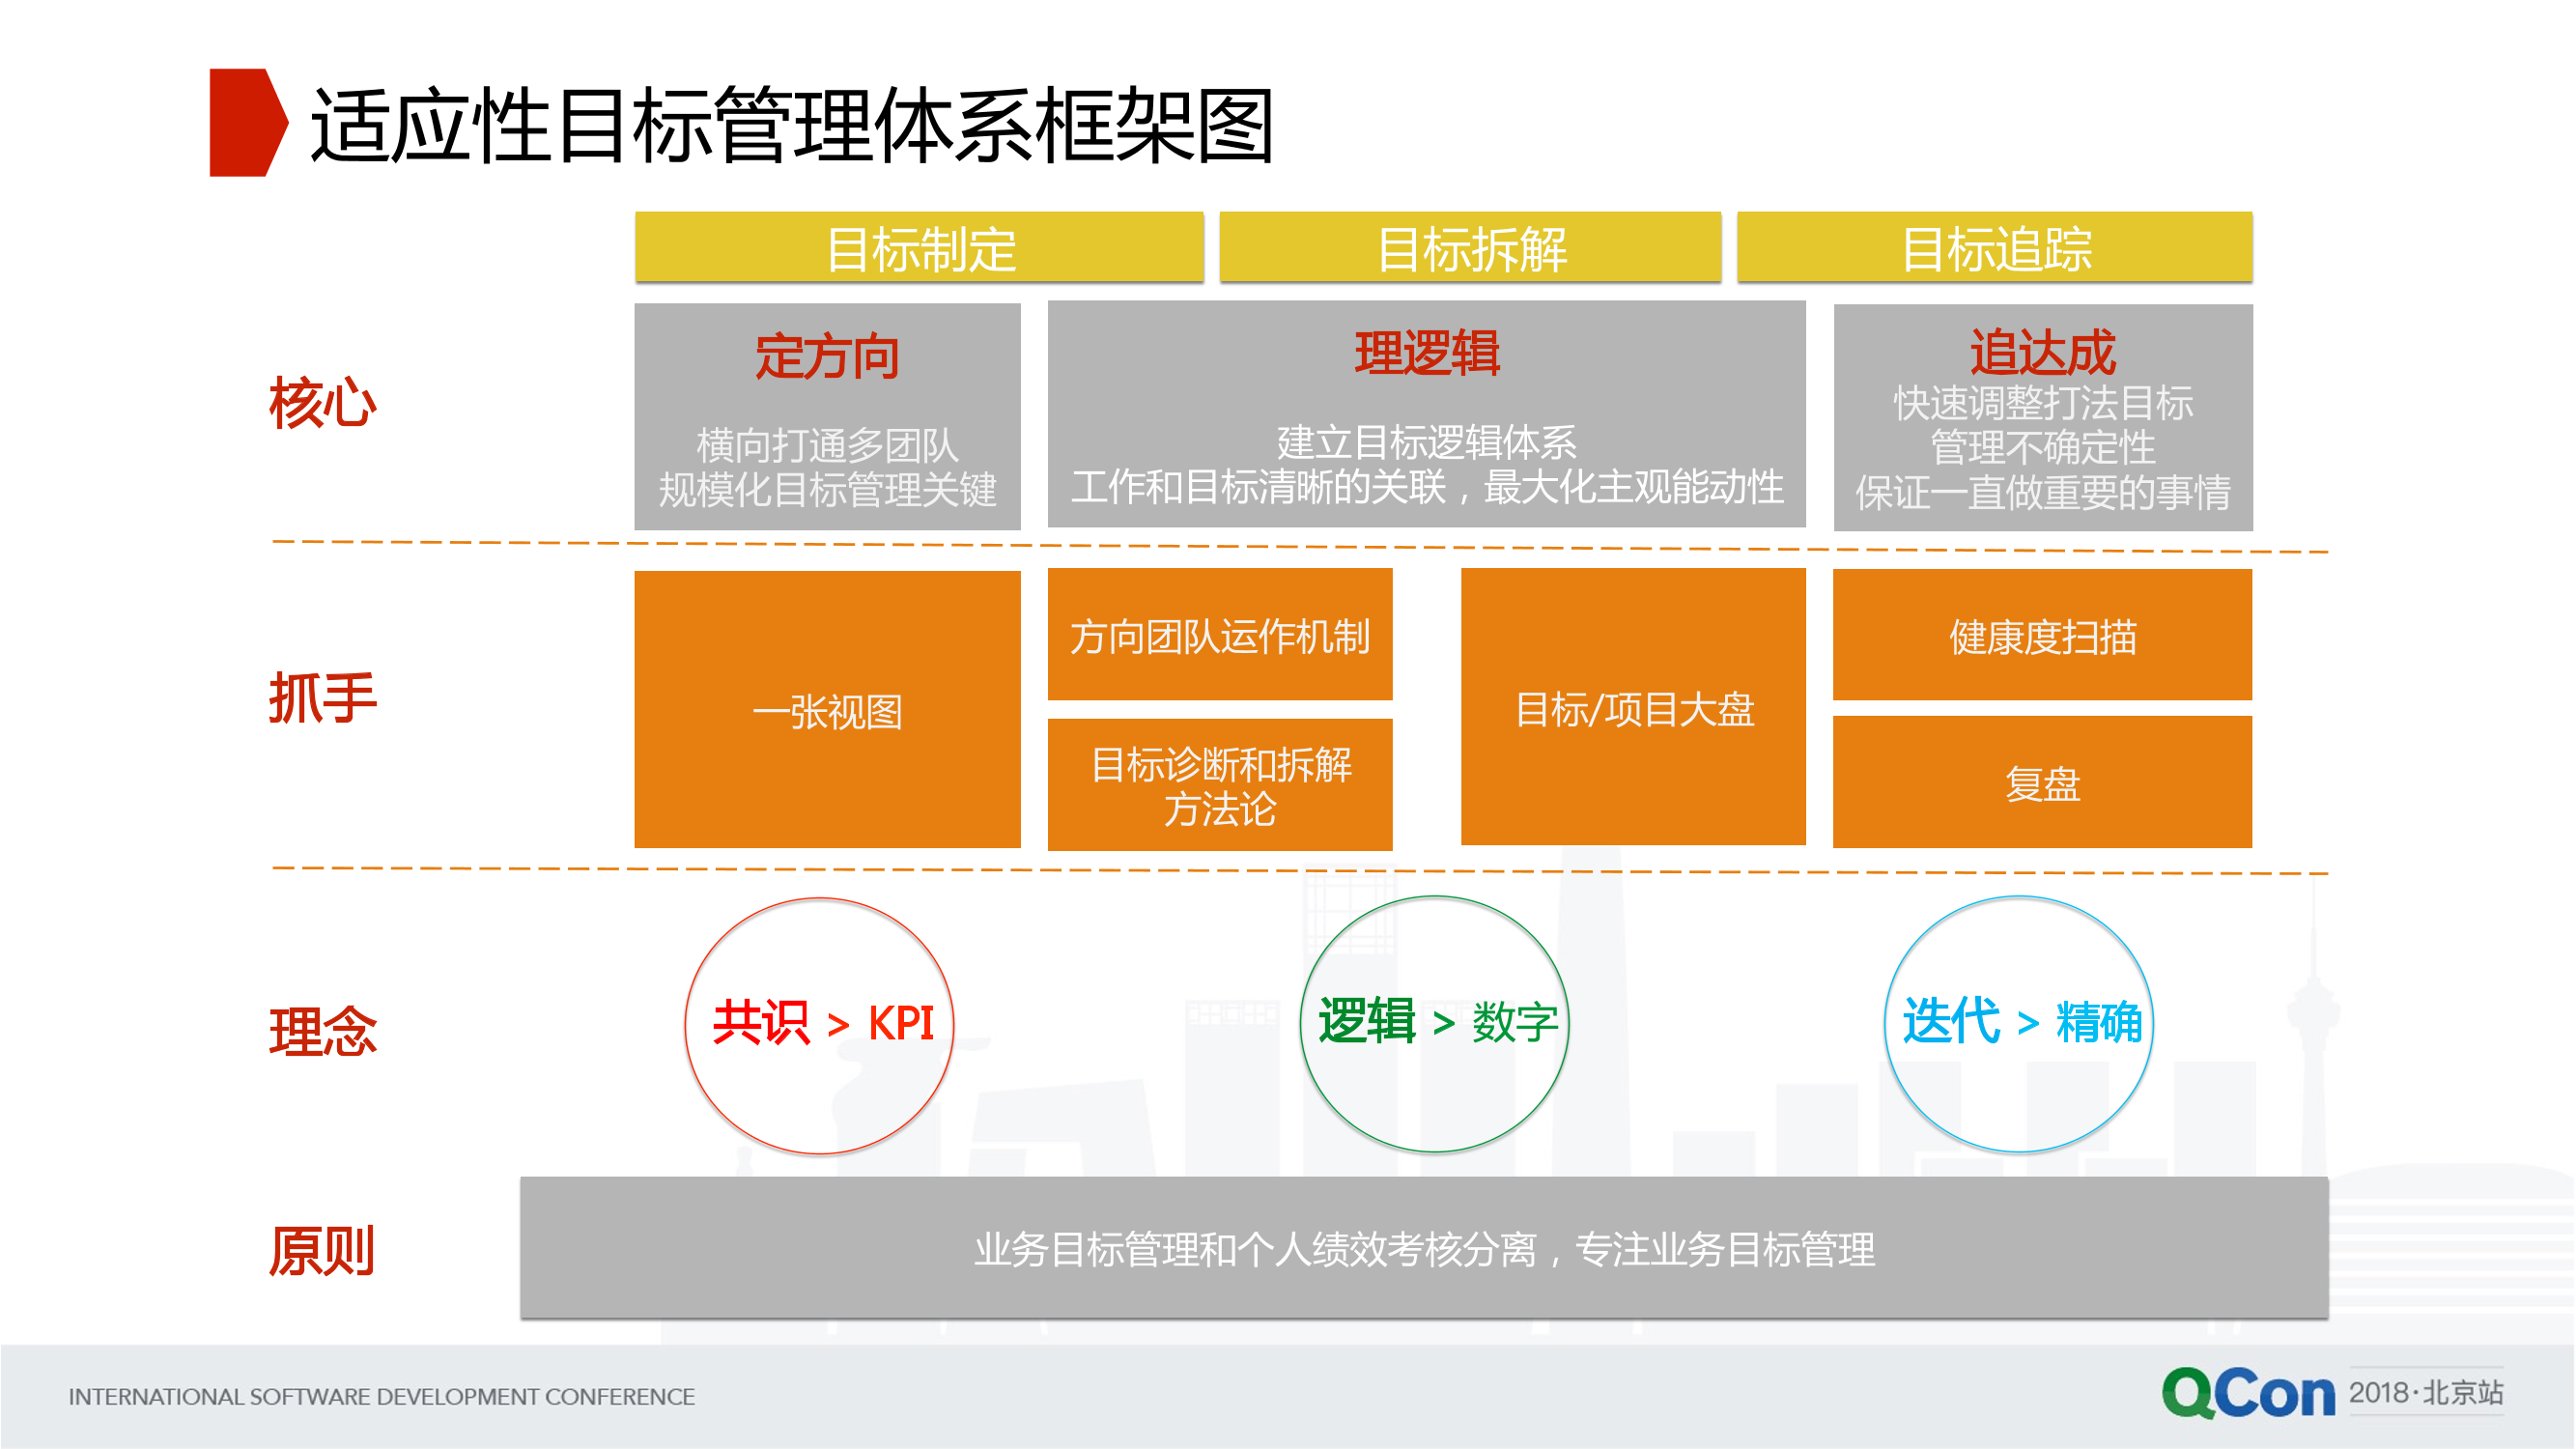 适应性目标管理体系框架图
目标制定
目标拆解
目标追踪
核心
定方向
横向打通多团队
规模化目标管理关键
理逻辑
建立目标逻辑体系
工作和目标清晰的关联，最大化主观能动性
追达成
快速调整打法目标
管理不确定性
保证一直做重要的事情
抓手
一张视图
方向团队运作机制
目标诊断和拆解
方法论
目标/项目大盘
健康度扫描
复盘
理念
共识 > KPI
逻辑 > 数字
迭代 > 精确
原则
业务目标管理和个人绩效考核分离，专注业务目标管理
INTERNATIONAL SOFTWARE DEVELOPMENT CONFERENCE
QCon 2018·北京站